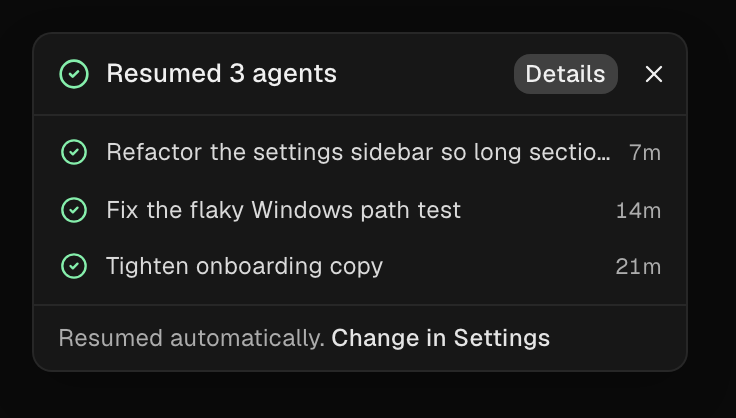 Resumed 3 agents Details
Refactor the settings sidebar so long sectio... 7m
Fix the flaky Windows path test 14m
Tighten onboarding copy 21m
Resumed automatically. Change in Settings